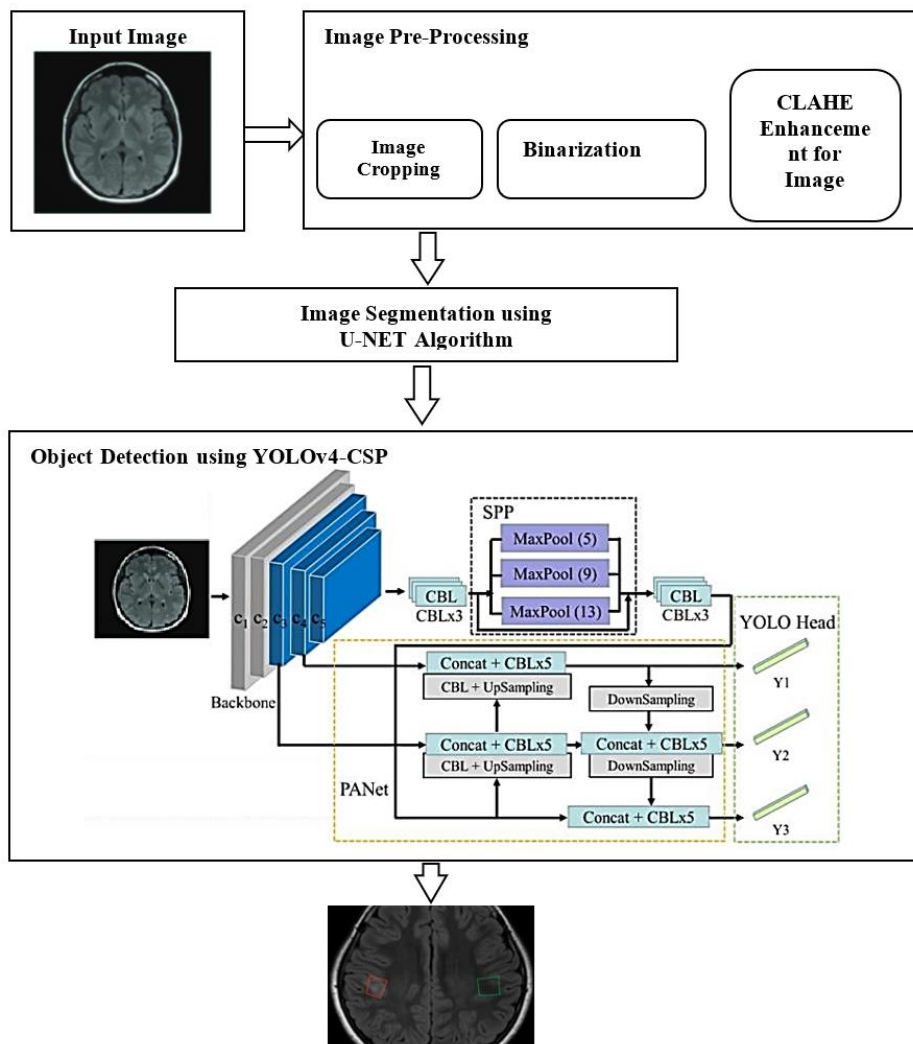 Input Image
Image Pre-Processing
Image
Cropping
Binarization
CLAHE
Enhanceme
nt for
Image
Image Segmentation using
U-NET Algorithm
Object Detection using YOLOv4-CSP
C1
C2
C3
C4
C5
Backbone
CBL
CBLx3
SPP
MaxPool (5)
MaxPool (9)
MaxPool (13)
CBL
CBLx3
YOLO Head
Concat + CBLx5
CBL + UpSampling
DownSampling
Y1
Concat + CBLx5
CBL + UpSampling
Concat + CBLx5
DownSampling
Y2
PANet
Concat + CBLx5
Y3